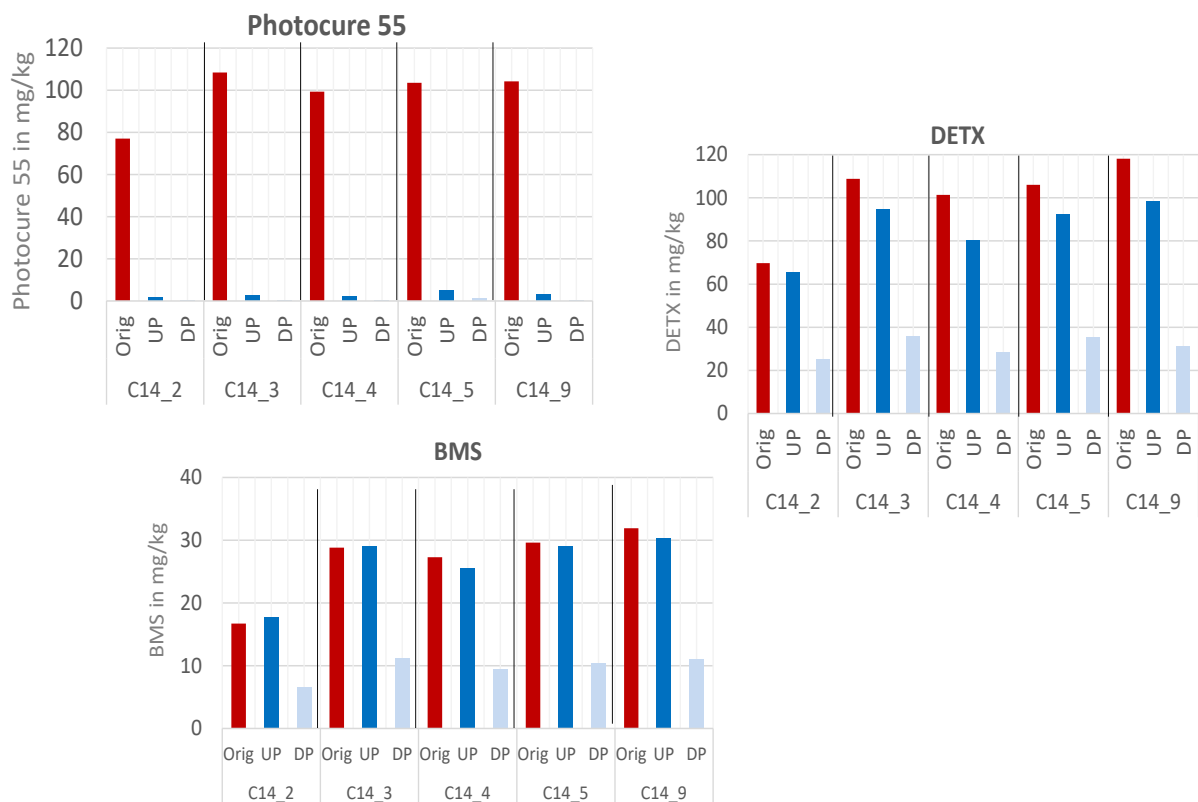 Photocure 55
Photocure 55 in mg/kg
120
100
80
60
40
20
0
Orig UP DP Orig UP DP Orig UP DP Orig UP DP Orig UP DP
C14_2 C14_3 C14_4 C14_5 C14_9
DETX
DETX in mg/kg
120
100
80
60
40
20
0
Orig UP DP Orig UP DP Orig UP DP Orig UP DP Orig UP DP
C14_2 C14_3 C14_4 C14_5 C14_9
BMS
BMS in mg/kg
40
30
20
10
0
Orig UP DP Orig UP DP Orig UP DP Orig UP DP Orig UP DP
C14_2 C14_3 C14_4 C14_5 C14_9